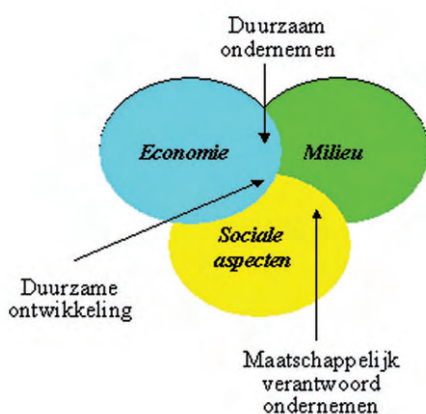 Duurzaam
ondernemen
Economie
Milieu
Sociale
aspecten
Duurzame
ontwikkeling
Maatschappelijk
verantwoord
ondernemen